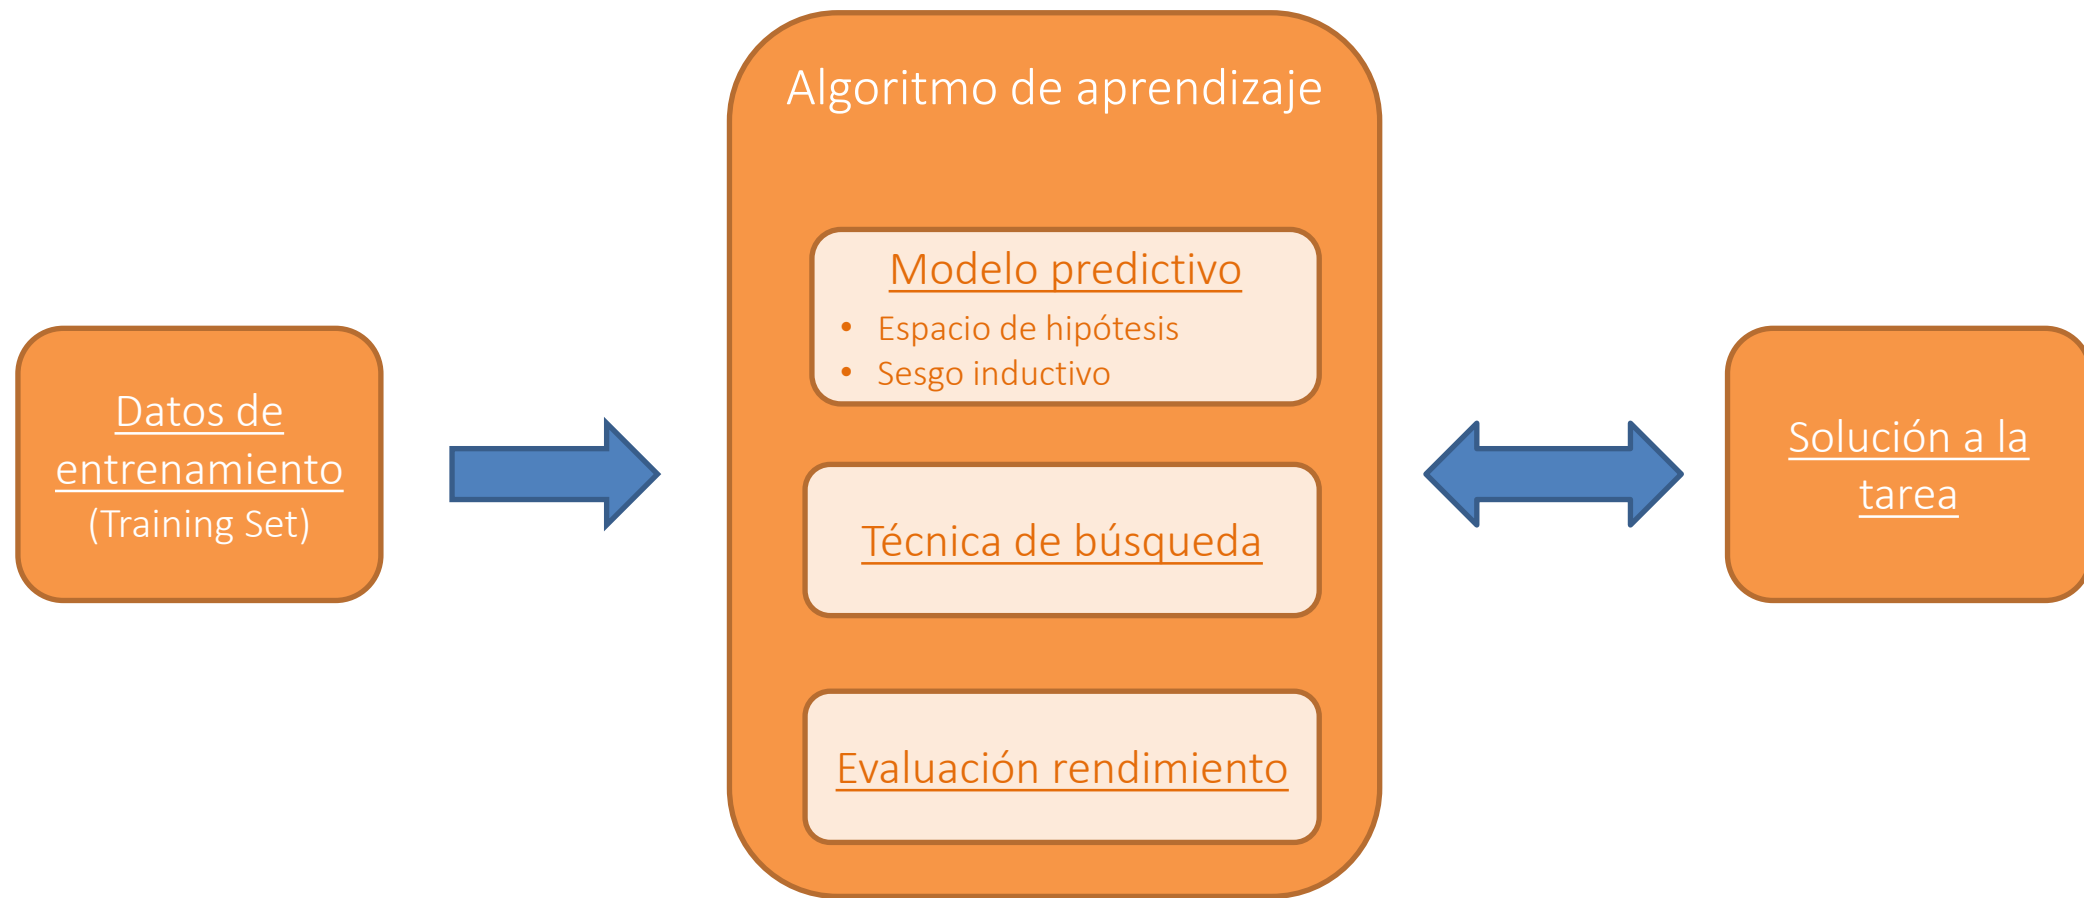 Algoritmo de aprendizaje
Modelo predictivo
• Espacio de hipótesis
• Sesgo inductivo
Datos de
entrenamiento
(Training Set)
Técnica de búsqueda
Evaluación rendimiento
Solución a la
tarea